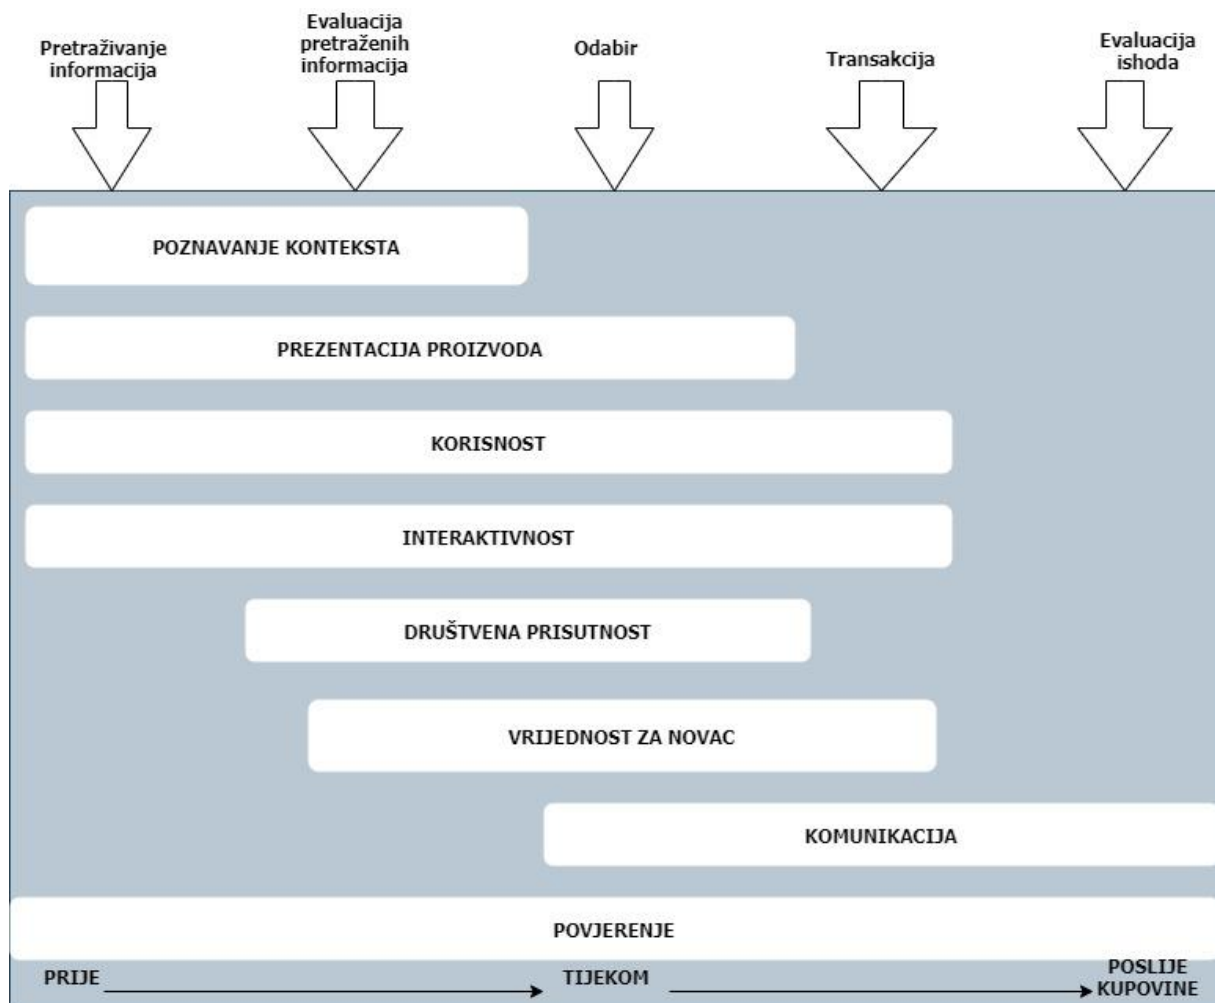 Pretraživanje
informacija
Evaluacija
pretraženih
informacija
Odabir
Transakcija
Evaluacija
ishoda
POZNAVANJE KONTEKSTA
PREZENTACIJA PROIZVODA
KORISNOST
INTERAKTIVNOST
DRUŠTVENA PRISUTNOST
VRIJEDNOST ZA NOVAC
KOMUNIKACIJA
POVJERENJE
PRIJE
TIJEKOM
POSLIJE
KUPOVINE